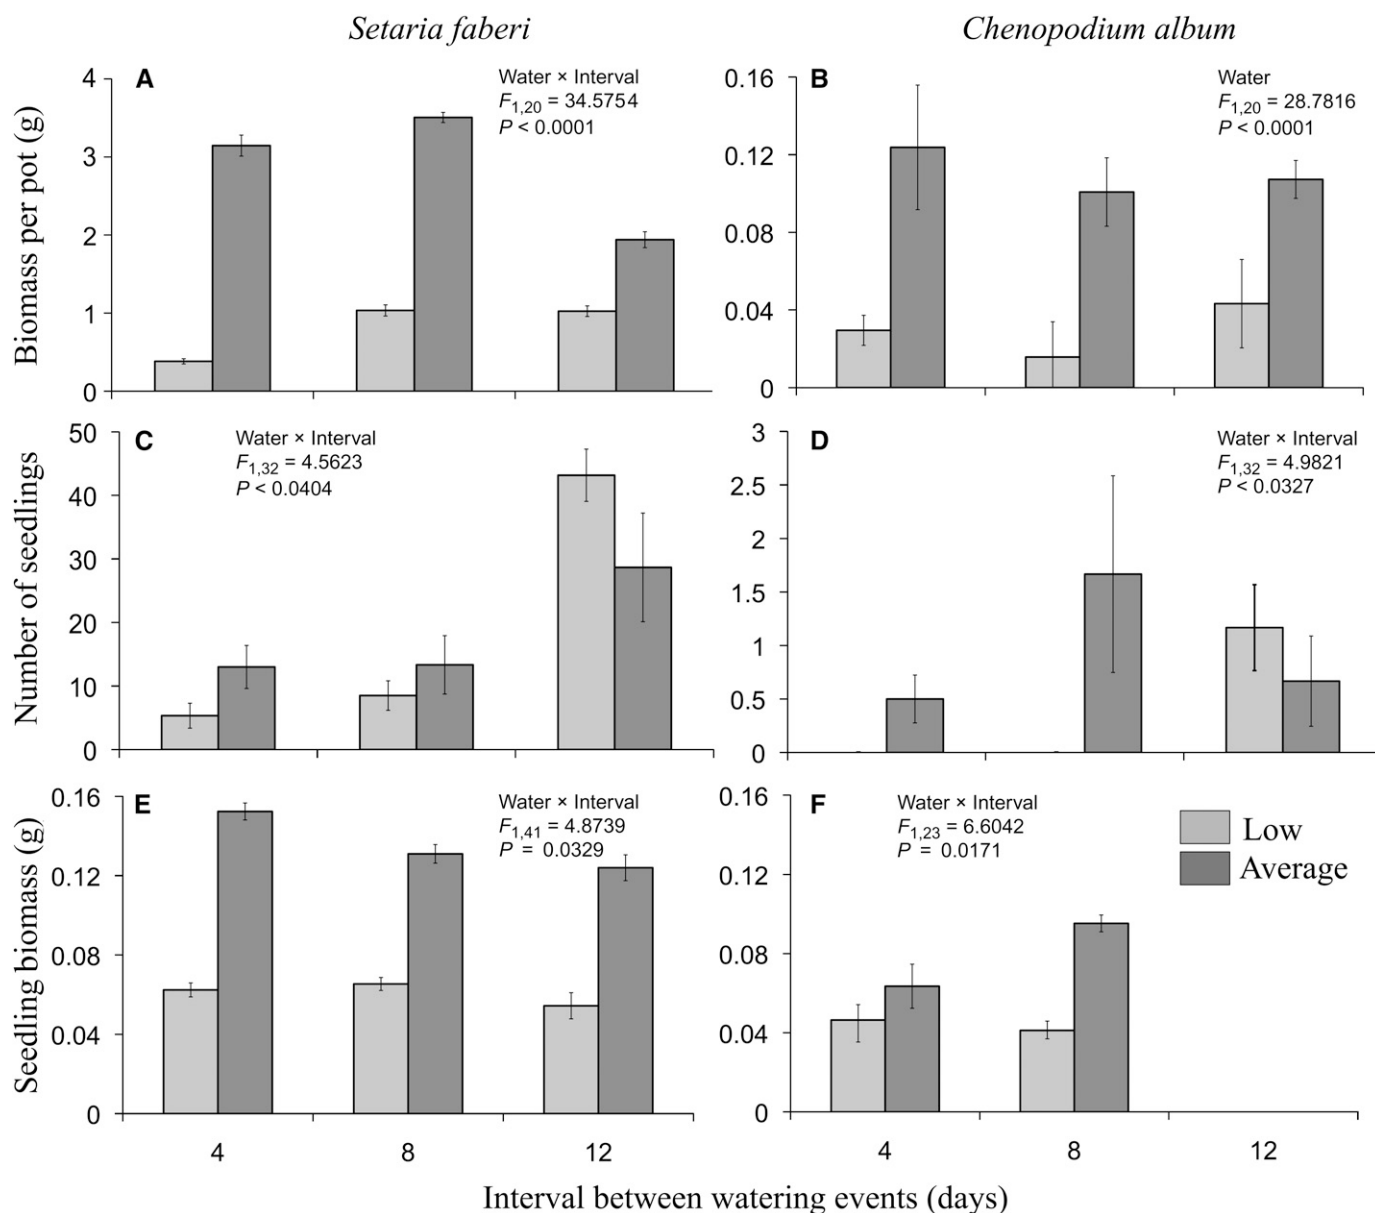 Setaria faberi
Chenopodium album
Biomass per pot (g)
A
Water × Interval
F1,20 = 34.5754
P < 0.0001
4
3
2
1
0
B
Water
F1,20 = 28.7816
P < 0.0001
0.16
0.12
0.08
0.04
0
Number of seedlings
C
Water × Interval
F1,32 = 4.5623
P < 0.0404
50
40
30
20
10
0
D
Water × Interval
F1,32 = 4.9821
P < 0.0327
3
2.5
2
1.5
1
0.5
0
Seedling biomass (g)
E
Water × Interval
F1,41 = 4.8739
P = 0.0329
0.16
0.12
0.08
0.04
0
4 8 12
F
Water × Interval
F1,23 = 6.6042
P = 0.0171
0.16
0.12
0.08
0.04
0
4 8 12
Low
Average
Interval between watering events (days)